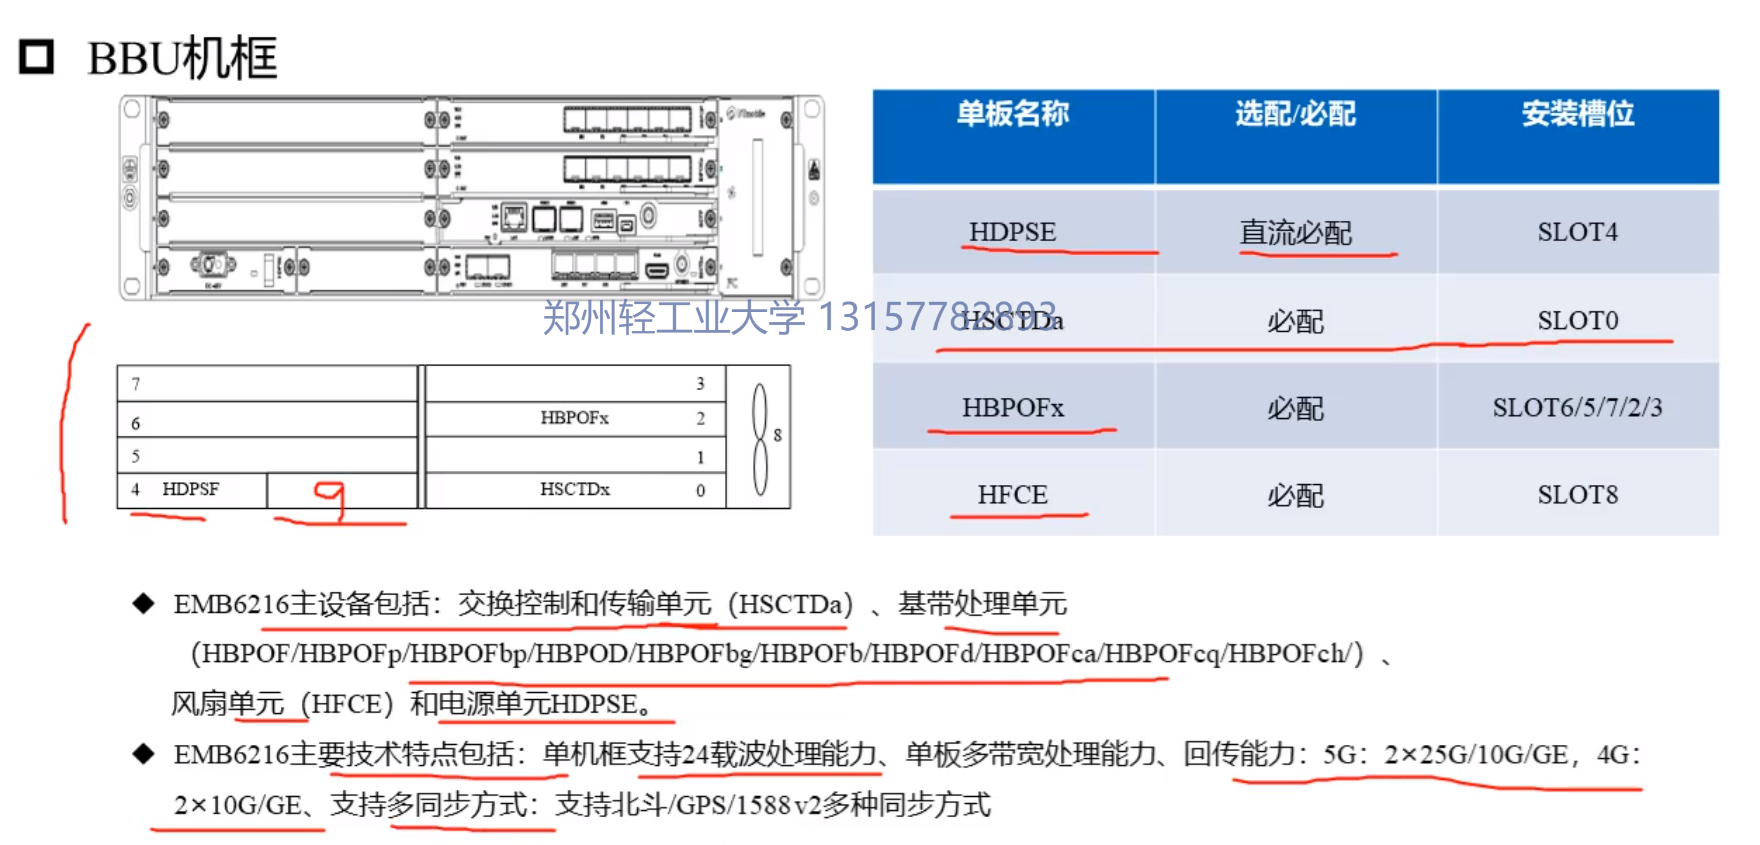 BBU机框
单板名称 选配/必配 安装槽位
HDPSE 直流必配 SLOT4
HSCTDa 必配 SLOT0
HBPOFx 必配 SLOT6/5/7/2/3
HFCE 必配 SLOT8
郑州轻工业大学 13157782893
7 3
6 HBPOFx 2
8
5 1
4 HDPSF 9 HSCTDx 0
◆ EMB6216主设备包括：交换控制和传输单元（HSCTDa）、基带处理单元
（HBPOF/HBPOFp/HBPOFbp/HBPOD/HBPOFbg/HBPOFb/HBPOFd/HBPOFca/HBPOFcq/HBPOFch/）、
风扇单元（HFCE）和电源单元HDPSE。
◆ EMB6216主要技术特点包括：单机框支持24载波处理能力、单板多带宽处理能力、回传能力：5G：2×25G/10G/GE，4G：
2×10G/GE、支持多同步方式：支持北斗/GPS/1588v2多种同步方式